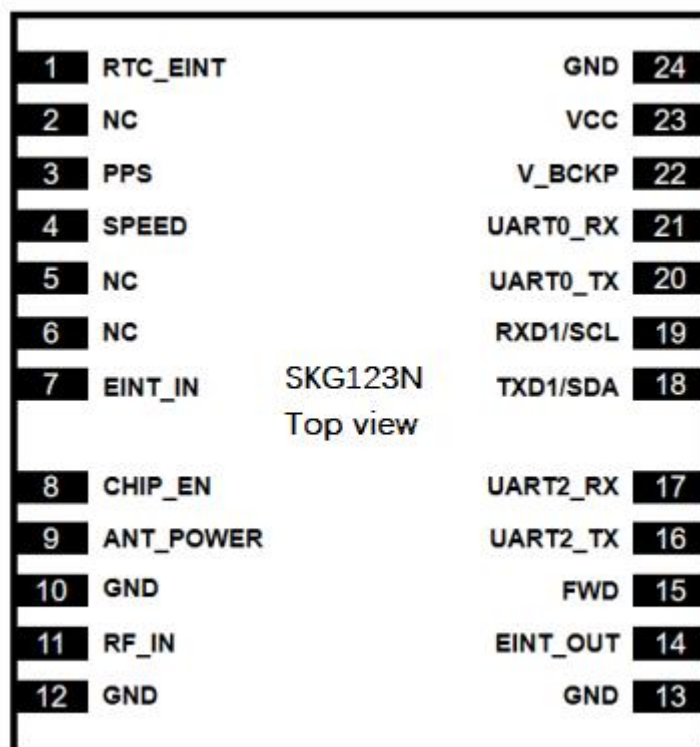 1 RTC_EINT GND 24
2 NC VCC 23
3 PPS V_BCKP 22
4 SPEED UART0_RX 21
5 NC UART0_TX 20
6 NC RXD1/SCL 19
7 EINT_IN SKG123N TXD1/SDA 18
Top view
8 CHIP_EN UART2_RX 17
9 ANT_POWER UART2_TX 16
10 GND FWD 15
11 RF_IN EINT_OUT 14
12 GND GND 13